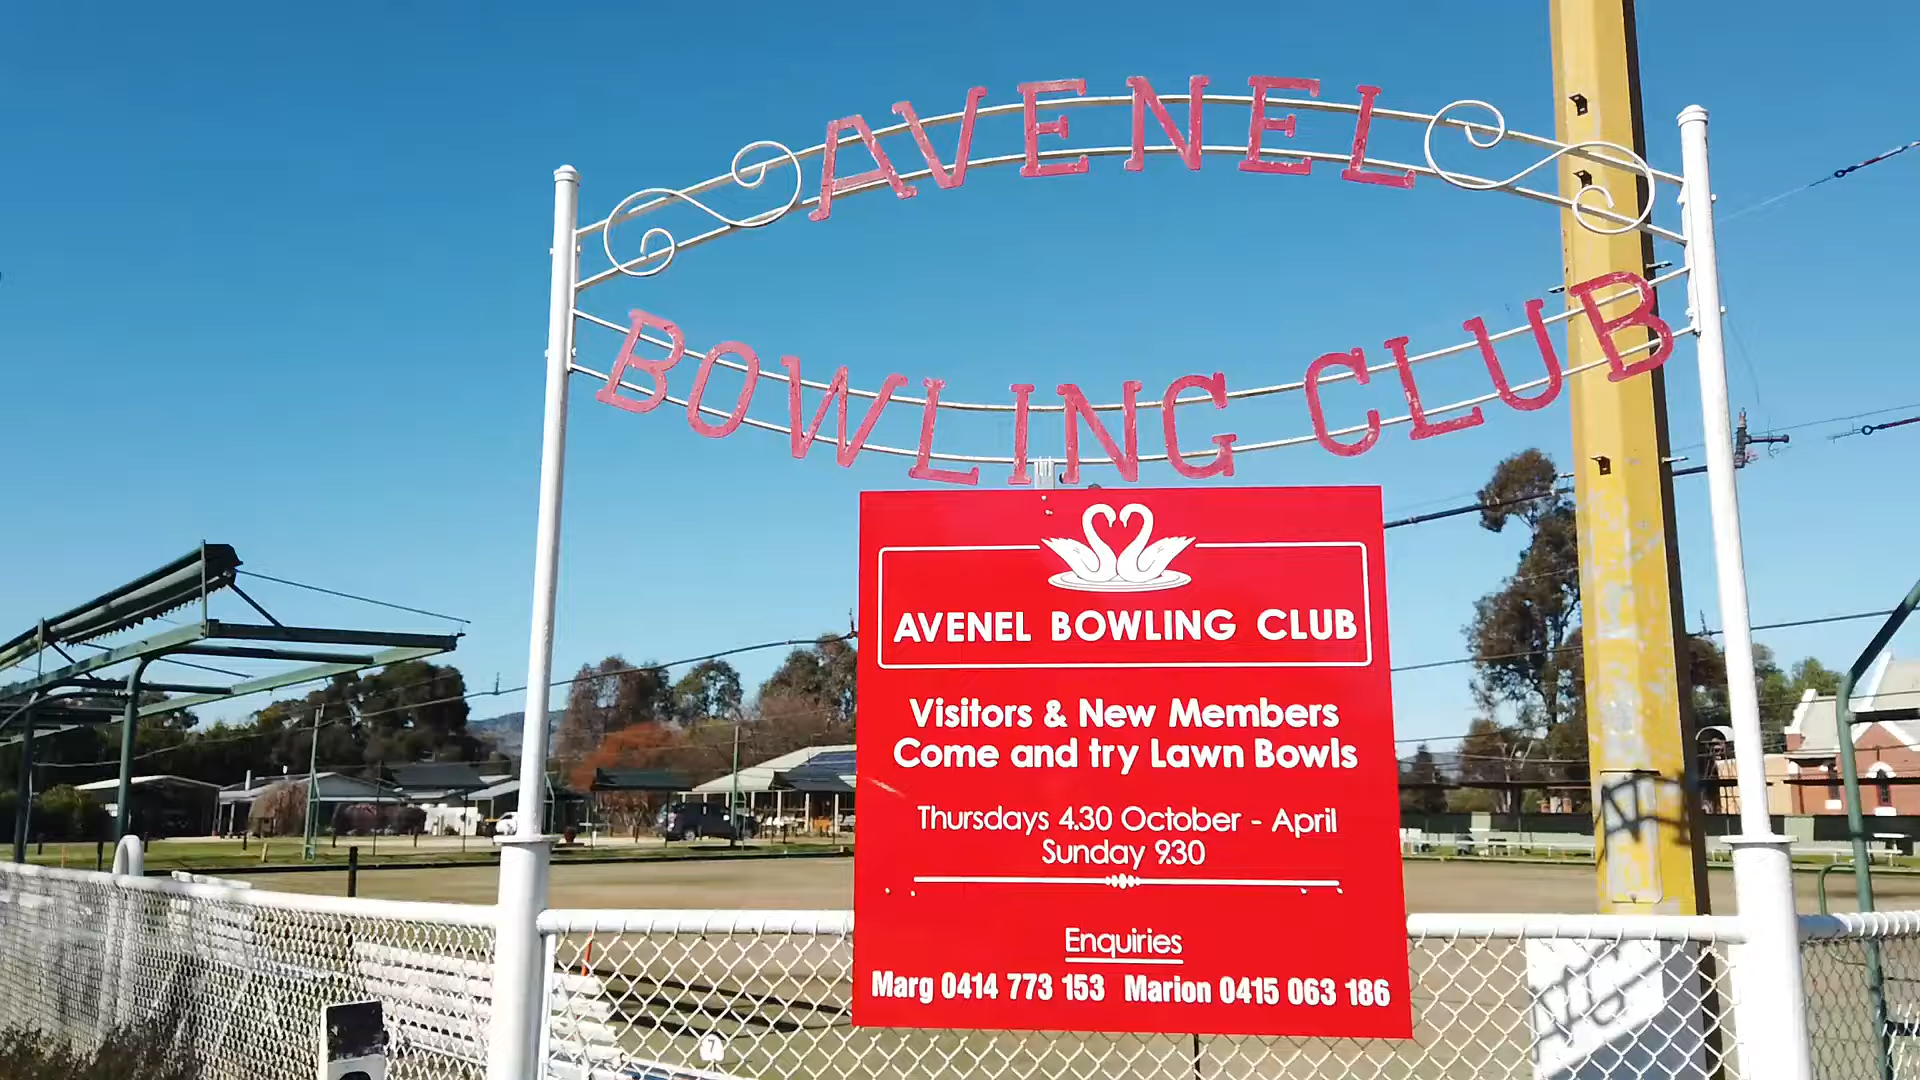 AVENEL
BOWLING CLUB
AVENEL BOWLING CLUB
Visitors & New Members
Come and try Lawn Bowls
Thursdays 4.30 October - April
Sunday 9.30
Enquiries
Marg 0414 773 153 Marion 0415 063 186
7